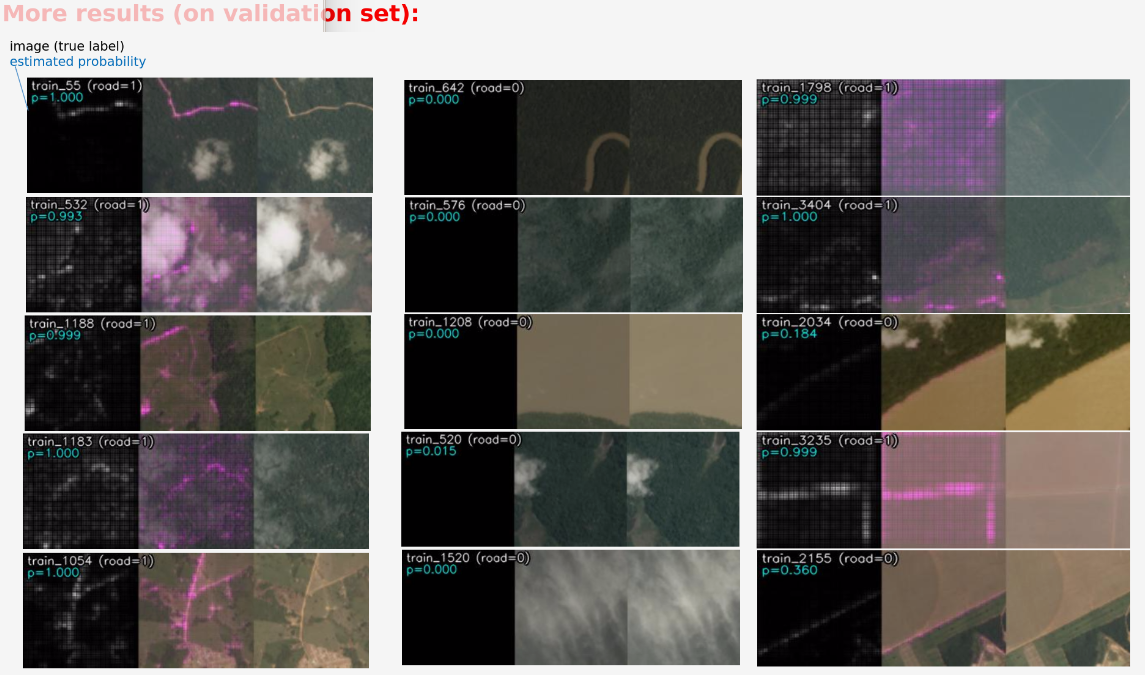 More results (on validation set):
image (true label)
estimated probability
train_55 (road=1)
p=1.000
train_532 (road=1)
p=0.993
train_1188 (road=1)
p=0.999
train_1183 (road=1)
p=1.000
train_1054 (road=1)
p=1.000
train_642 (road=0)
p=0.000
train_576 (road=0)
p=0.000
train_1208 (road=0)
p=0.000
train_520 (road=0)
p=0.015
train_1520 (road=0)
p=0.000
train_1798 (road=1)
p=0.999
train_3404 (road=1)
p=1.000
train_2034 (road=0)
p=0.184
train_3235 (road=1)
p=0.999
train_2155 (road=0)
p=0.360